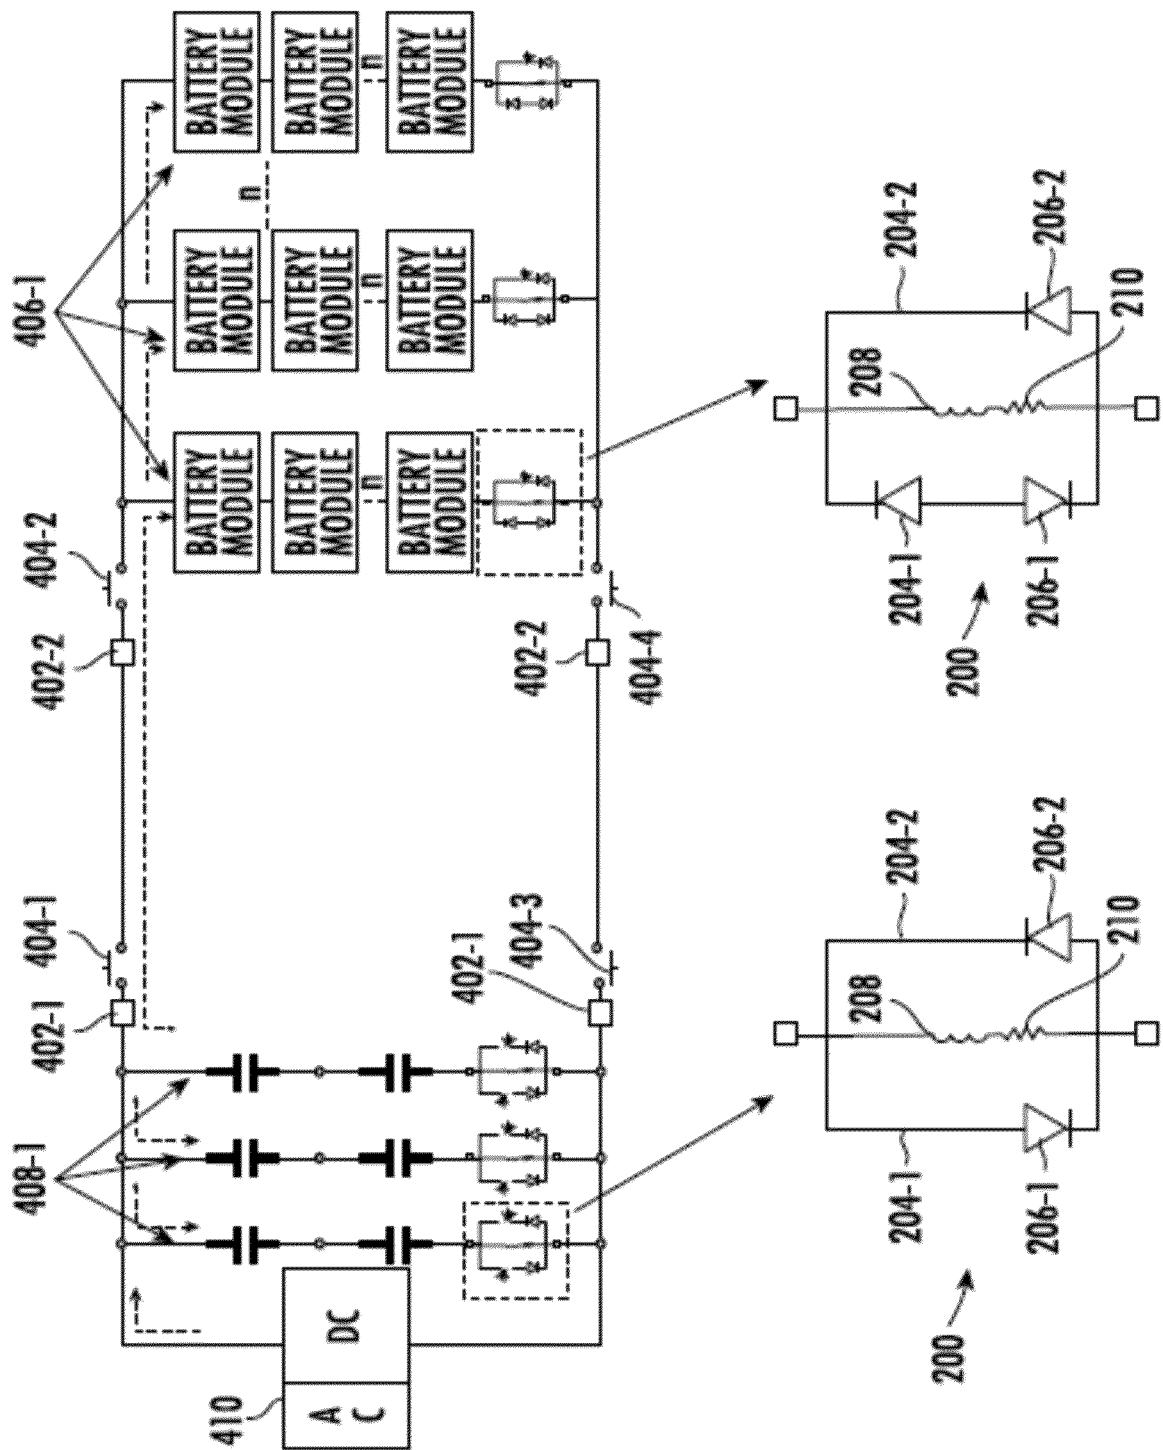 410
A C
DC
408-1
402-1
404-1
402-2
404-2
406-1
402-1
404-3
402-2
404-4
BATTERY
MODULE
BATTERY
MODULE
n
BATTERY
MODULE
n
BATTERY
MODULE
BATTERY
MODULE
n
BATTERY
MODULE
BATTERY
MODULE
BATTERY
MODULE
n
BATTERY
MODULE
200
204-1
204-2
206-1
206-2
208
210
200
204-1
204-2
206-1
206-2
208
210